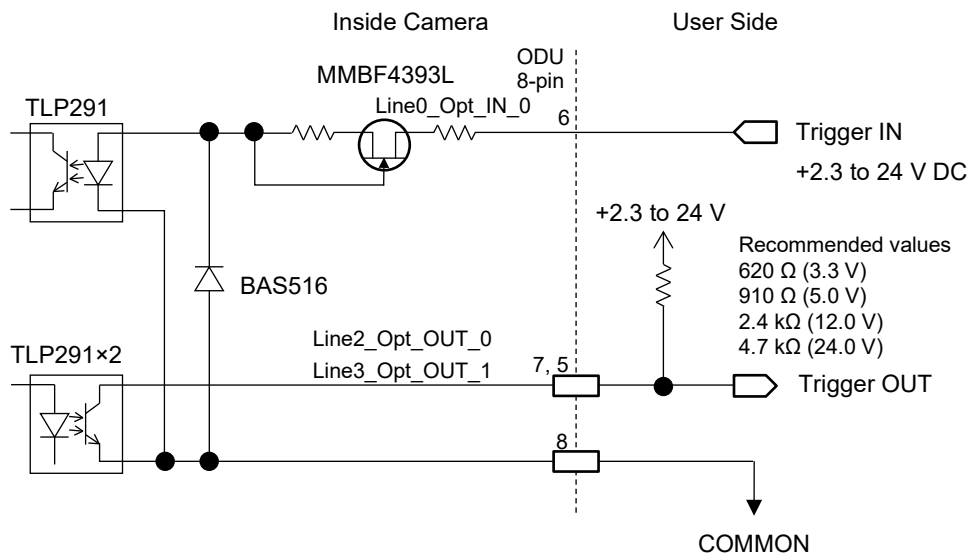 Inside Camera
User Side
ODU
8-pin
MMBF4393L
TLP291
Line0_Opt_IN_0
6
Trigger IN
+2.3 to 24 V DC
+2.3 to 24 V
Recommended values
620 Ω (3.3 V)
910 Ω (5.0 V)
2.4 kΩ (12.0 V)
4.7 kΩ (24.0 V)
BAS516
TLP291×2
Line2_Opt_OUT_0
Line3_Opt_OUT_1
7, 5
Trigger OUT
8
COMMON